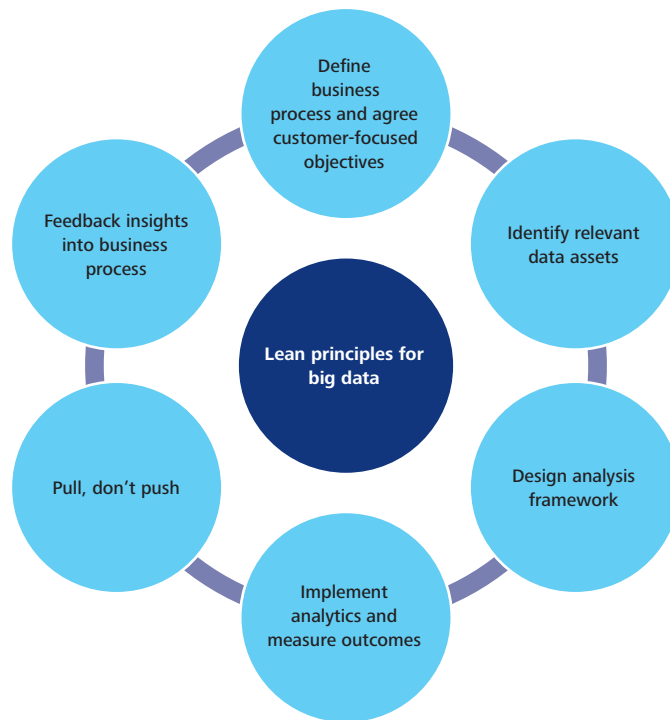 Define
business
process and agree
customer-focused
objectives
Identify relevant
data assets
Design analysis
framework
Implement
analytics and
measure outcomes
Pull, don’t push
Feedback insights
into business
process
Lean principles for
big data